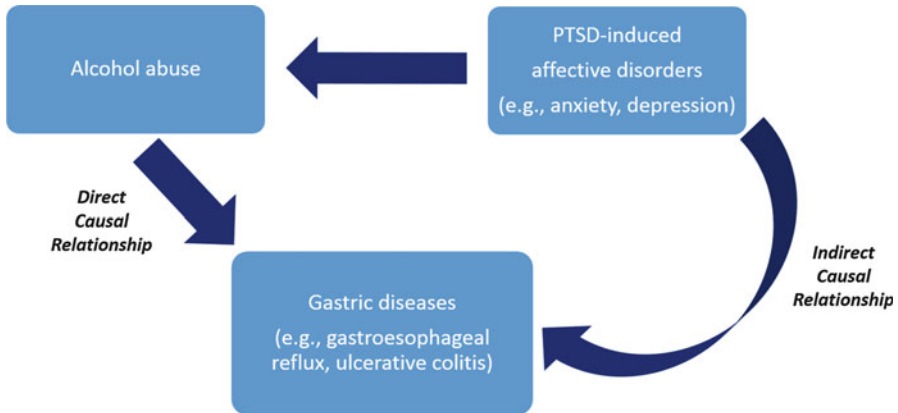 Alcohol abuse
PTSD-induced
affective disorders
(e.g., anxiety, depression)
Direct
Causal
Relationship
Indirect
Causal
Relationship
Gastric diseases
(e.g., gastroesophageal
reflux, ulcerative colitis)